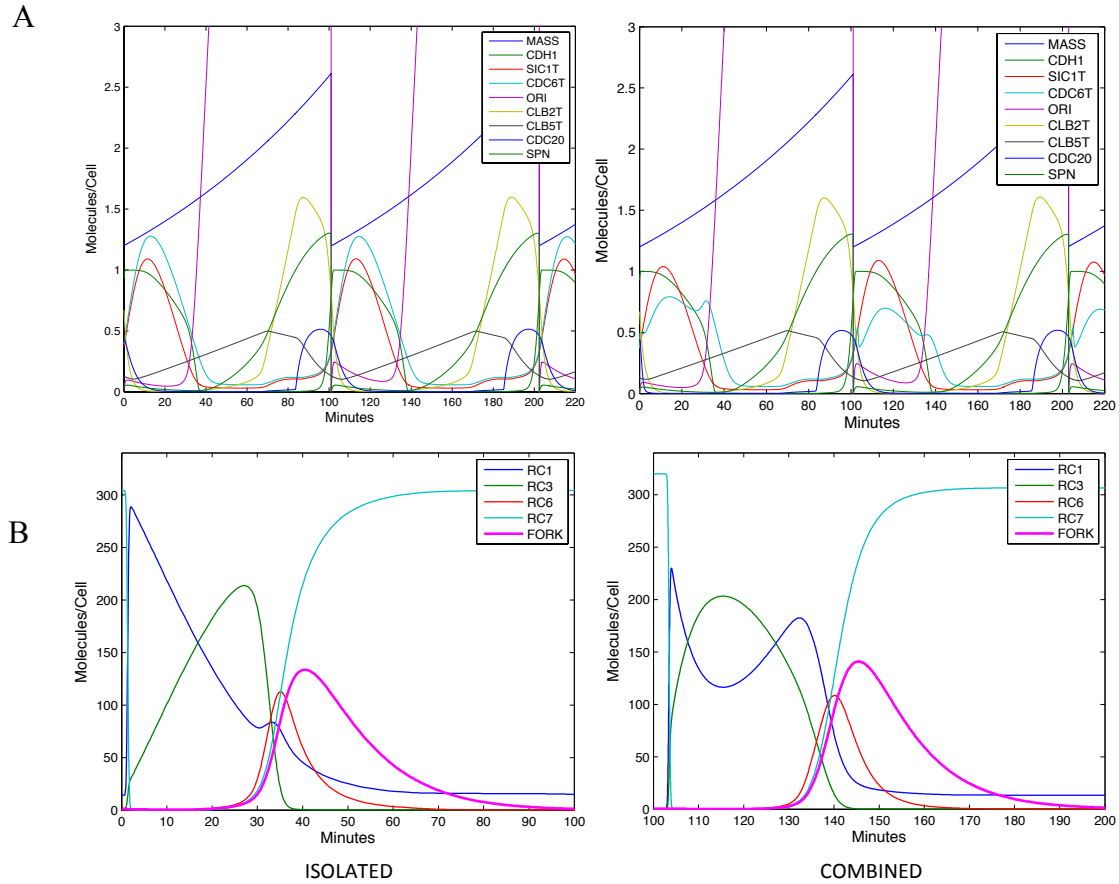 A
Molecules/Cell
3
2.5
2
1.5
1
0.5
0
0 20 40 60 80 100 120 140 160 180 200 220
Minutes
MASS
CDH1
SIC1T
CDC6T
ORI
CLB2T
CLB5T
CDC20
SPN
Molecules/Cell
3
2.5
2
1.5
1
0.5
0
0 20 40 60 80 100 120 140 160 180 200 220
Minutes
MASS
CDH1
SIC1T
CDC6T
ORI
CLB2T
CLB5T
CDC20
SPN
B
Molecules/Cell
300
250
200
150
100
50
0
0 10 20 30 40 50 60 70 80 90 100
Minutes
RC1
RC3
RC6
RC7
FORK
ISOLATED
Molecules/Cell
300
250
200
150
100
50
0
100 110 120 130 140 150 160 170 180 190 200
Minutes
RC1
RC3
RC6
RC7
FORK
COMBINED